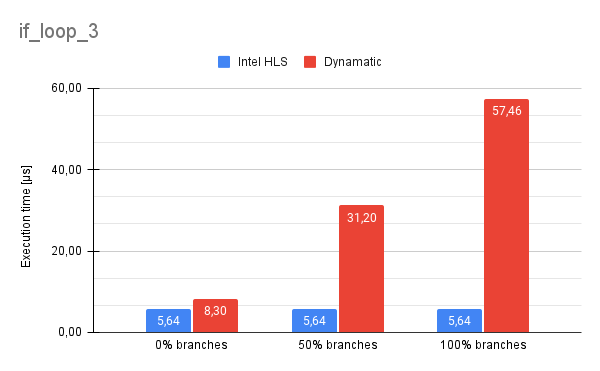 if_loop_3
Intel HLS
Dynamatic
Execution time [µs]
60,00
40,00
20,00
0,00
5,64
8,30
5,64
31,20
5,64
57,46
0% branches
50% branches
100% branches